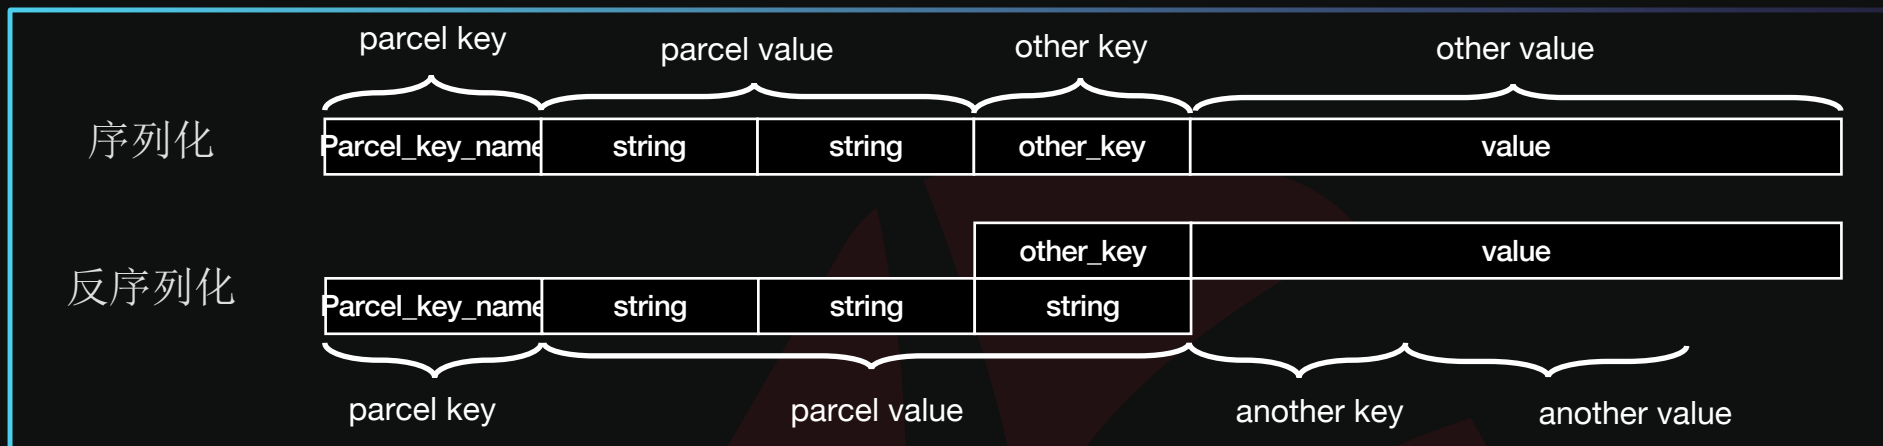 parcel key
parcel value
other key
other value
序列化
Parcel_key_name
string
string
other_key
value
other_key
value
反序列化
Parcel_key_name
string
string
string
parcel key
parcel value
another key
another value